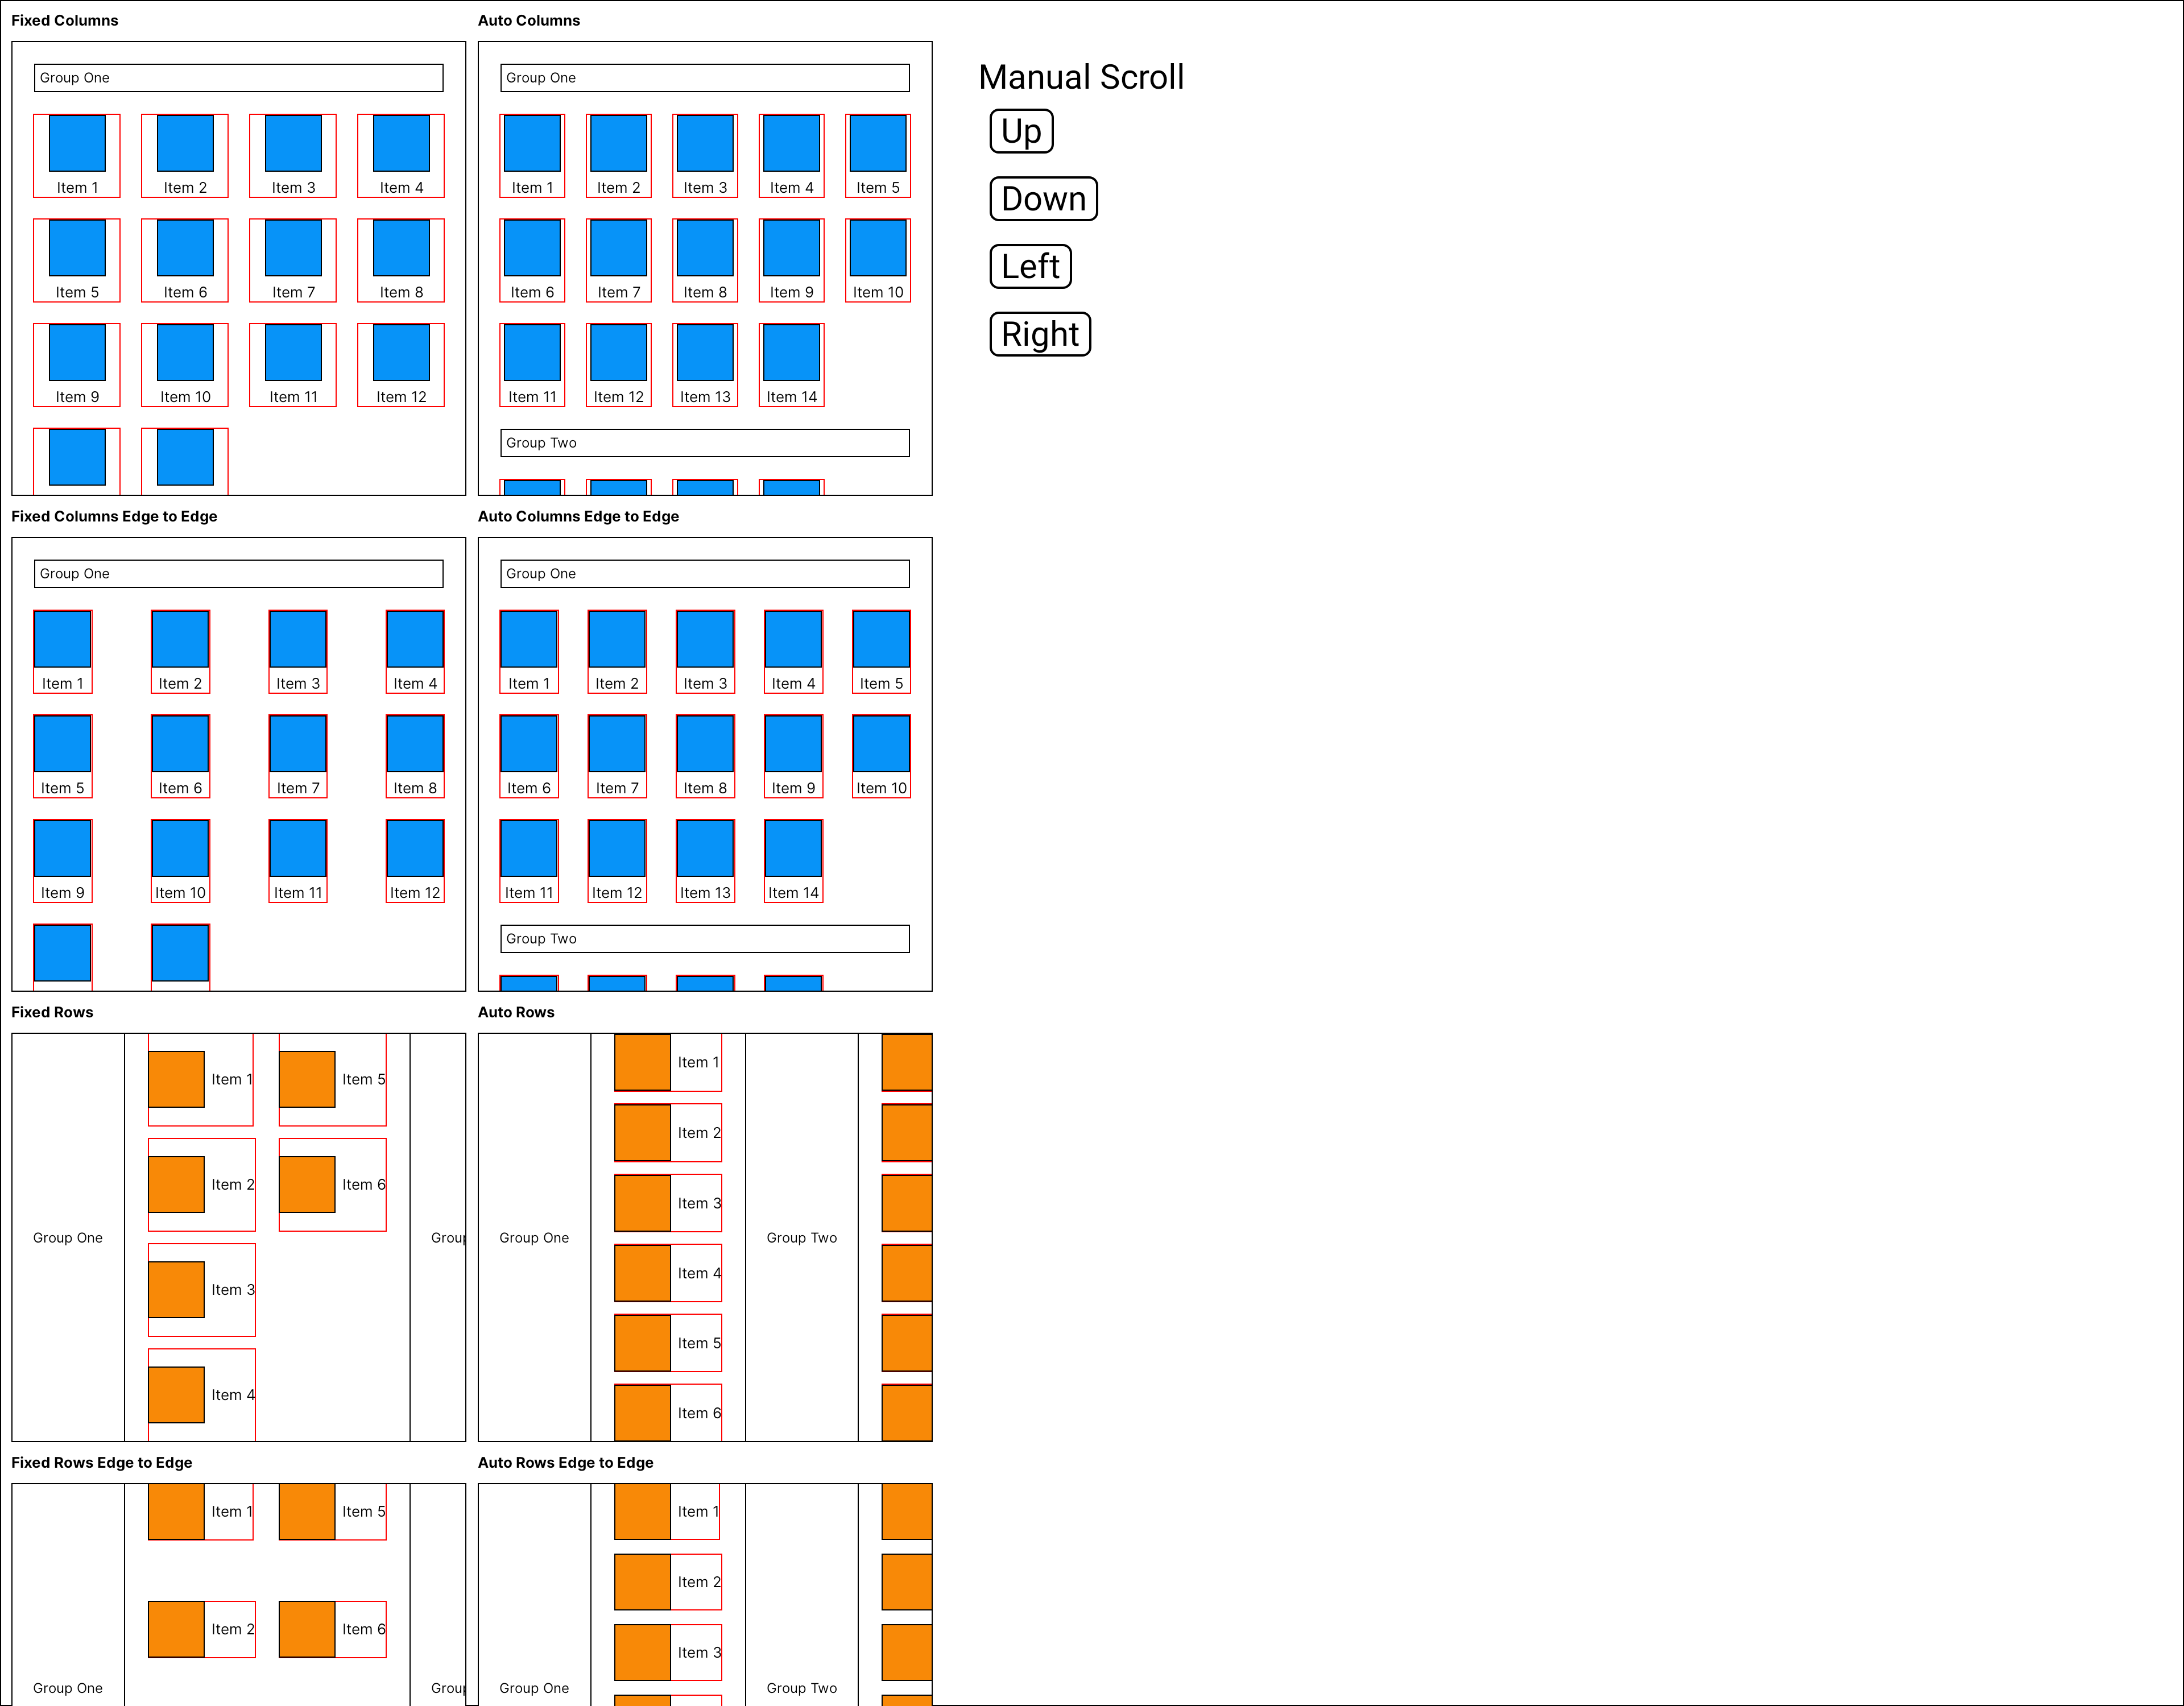 Fixed Columns
Group One
Item 1 Item 2 Item 3 Item 4
Item 5 Item 6 Item 7 Item 8
Item 9 Item 10 Item 11 Item 12
Auto Columns
Group One
Item 1 Item 2 Item 3 Item 4 Item 5
Item 6 Item 7 Item 8 Item 9 Item 10
Item 11 Item 12 Item 13 Item 14
Group Two
Manual Scroll
Up
Down
Left
Right
Fixed Columns Edge to Edge
Group One
Item 1 Item 2 Item 3 Item 4
Item 5 Item 6 Item 7 Item 8
Item 9 Item 10 Item 11 Item 12
Auto Columns Edge to Edge
Group One
Item 1 Item 2 Item 3 Item 4 Item 5
Item 6 Item 7 Item 8 Item 9 Item 10
Item 11 Item 12 Item 13 Item 14
Group Two
Fixed Rows
Group One
Item 1 Item 5
Item 2 Item 6
Item 3
Item 4
Auto Rows
Group One
Item 1
Item 2
Item 3
Item 4
Item 5
Item 6
Group Two
Fixed Rows Edge to Edge
Item 1 Item 5
Item 2 Item 6
Group One
Auto Rows Edge to Edge
Item 1
Item 2
Item 3
Group One
Group Two